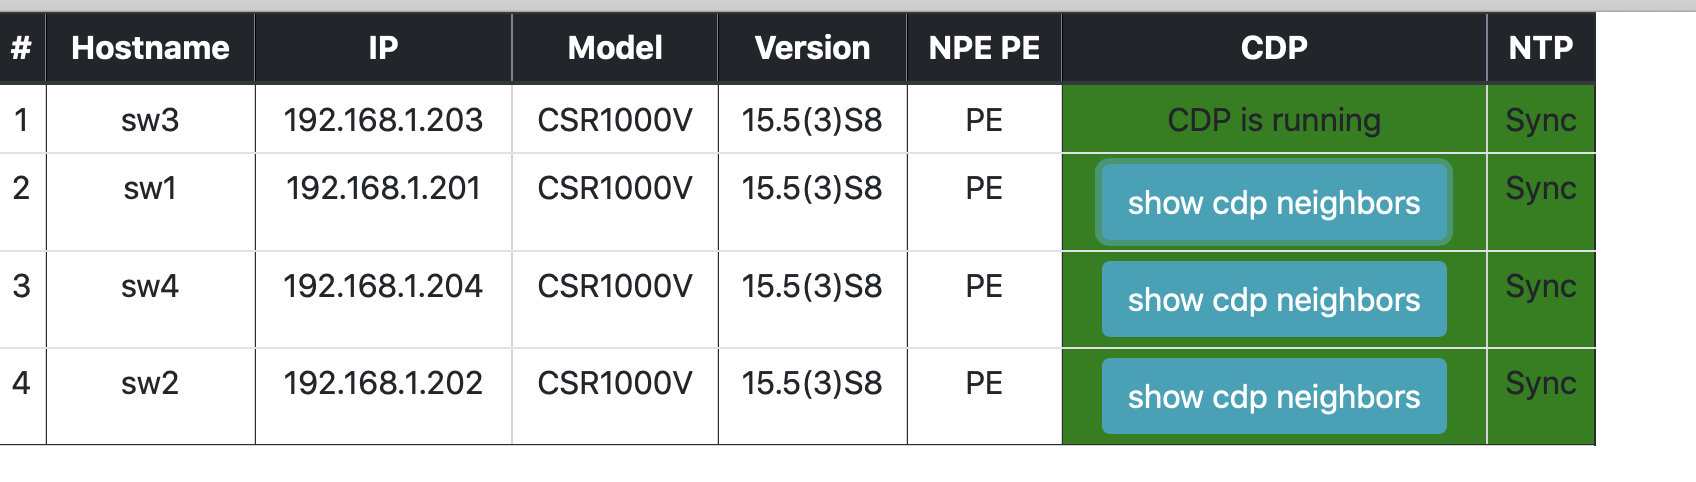 # Hostname IP Model Version NPE PE CDP NTP
1 sw3 192.168.1.203 CSR1000V 15.5(3)S8 PE CDP is running Sync
2 sw1 192.168.1.201 CSR1000V 15.5(3)S8 PE show cdp neighbors Sync
3 sw4 192.168.1.204 CSR1000V 15.5(3)S8 PE show cdp neighbors Sync
4 sw2 192.168.1.202 CSR1000V 15.5(3)S8 PE show cdp neighbors Sync